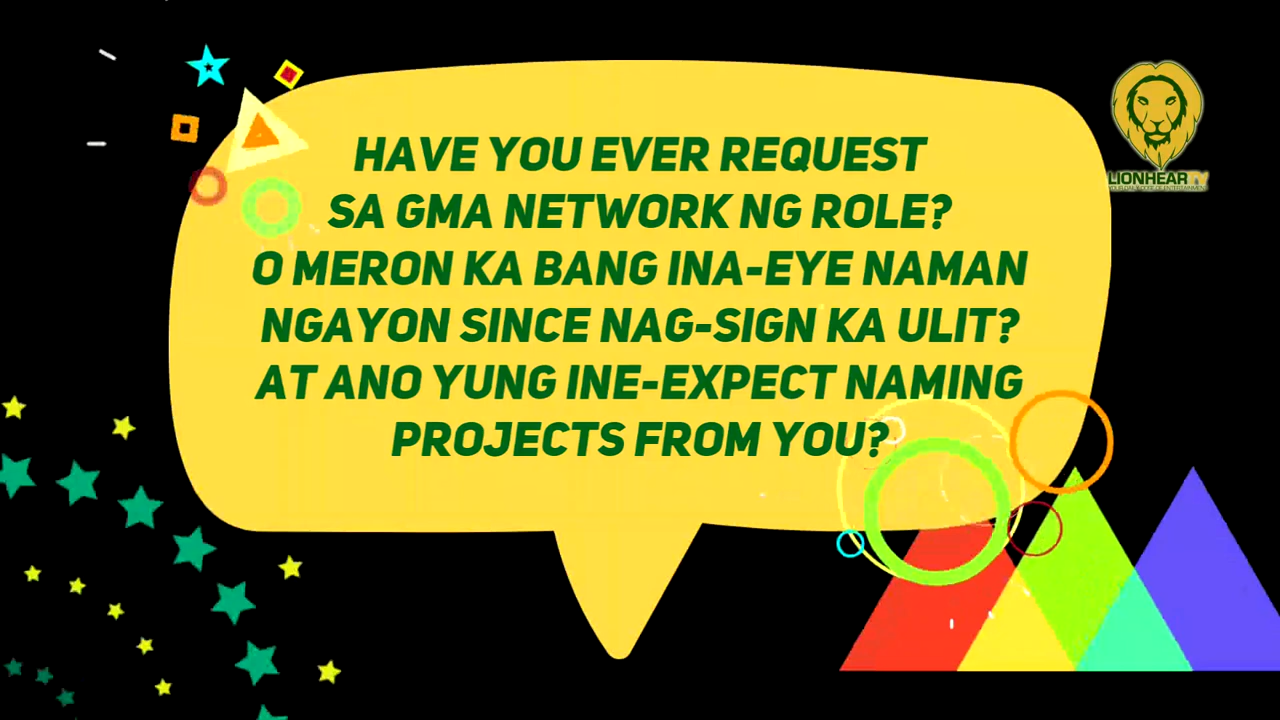 HAVE YOU EVER REQUEST
SA GMA NETWORK NG ROLE?
O MERON KA BANG INA-EYE NAMAN
NGAYON SINCE NAG-SIGN KA ULIT?
AT ANO YUNG INE-EXPECT NAMING
PROJECTS FROM YOU?
LIONHEARTV